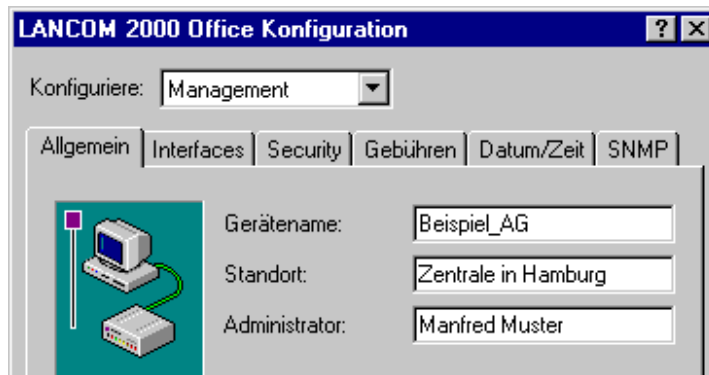 LANCOM 2000 Office Konfiguration
Konfiguriere: Management
Allgemein Interfaces Security Gebühren Datum/Zeit SNMP
Gerätename: Beispiel_AG
Standort: Zentrale in Hamburg
Administrator: Manfred Muster